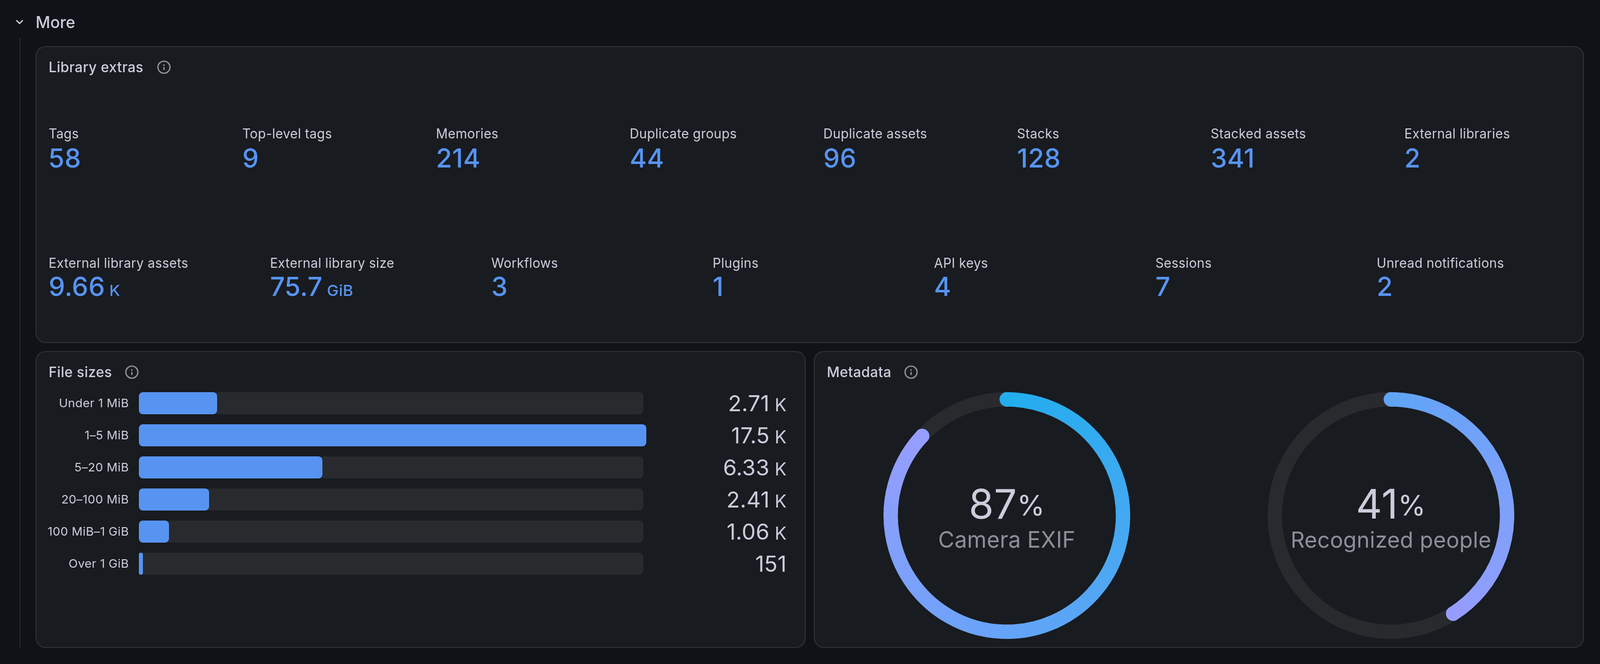 More
Library extras
Tags
58
Top-level tags
9
Memories
214
Duplicate groups
44
Duplicate assets
96
Stacks
128
Stacked assets
341
External libraries
2
External library assets
9.66 K
External library size
75.7 GiB
Workflows
3
Plugins
1
API keys
4
Sessions
7
Unread notifications
2
File sizes
Under 1 MiB 2.71 K
1–5 MiB 17.5 K
5–20 MiB 6.33 K
20–100 MiB 2.41 K
100 MiB–1 GiB 1.06 K
Over 1 GiB 151
Metadata
87%
Camera EXIF
41%
Recognized people